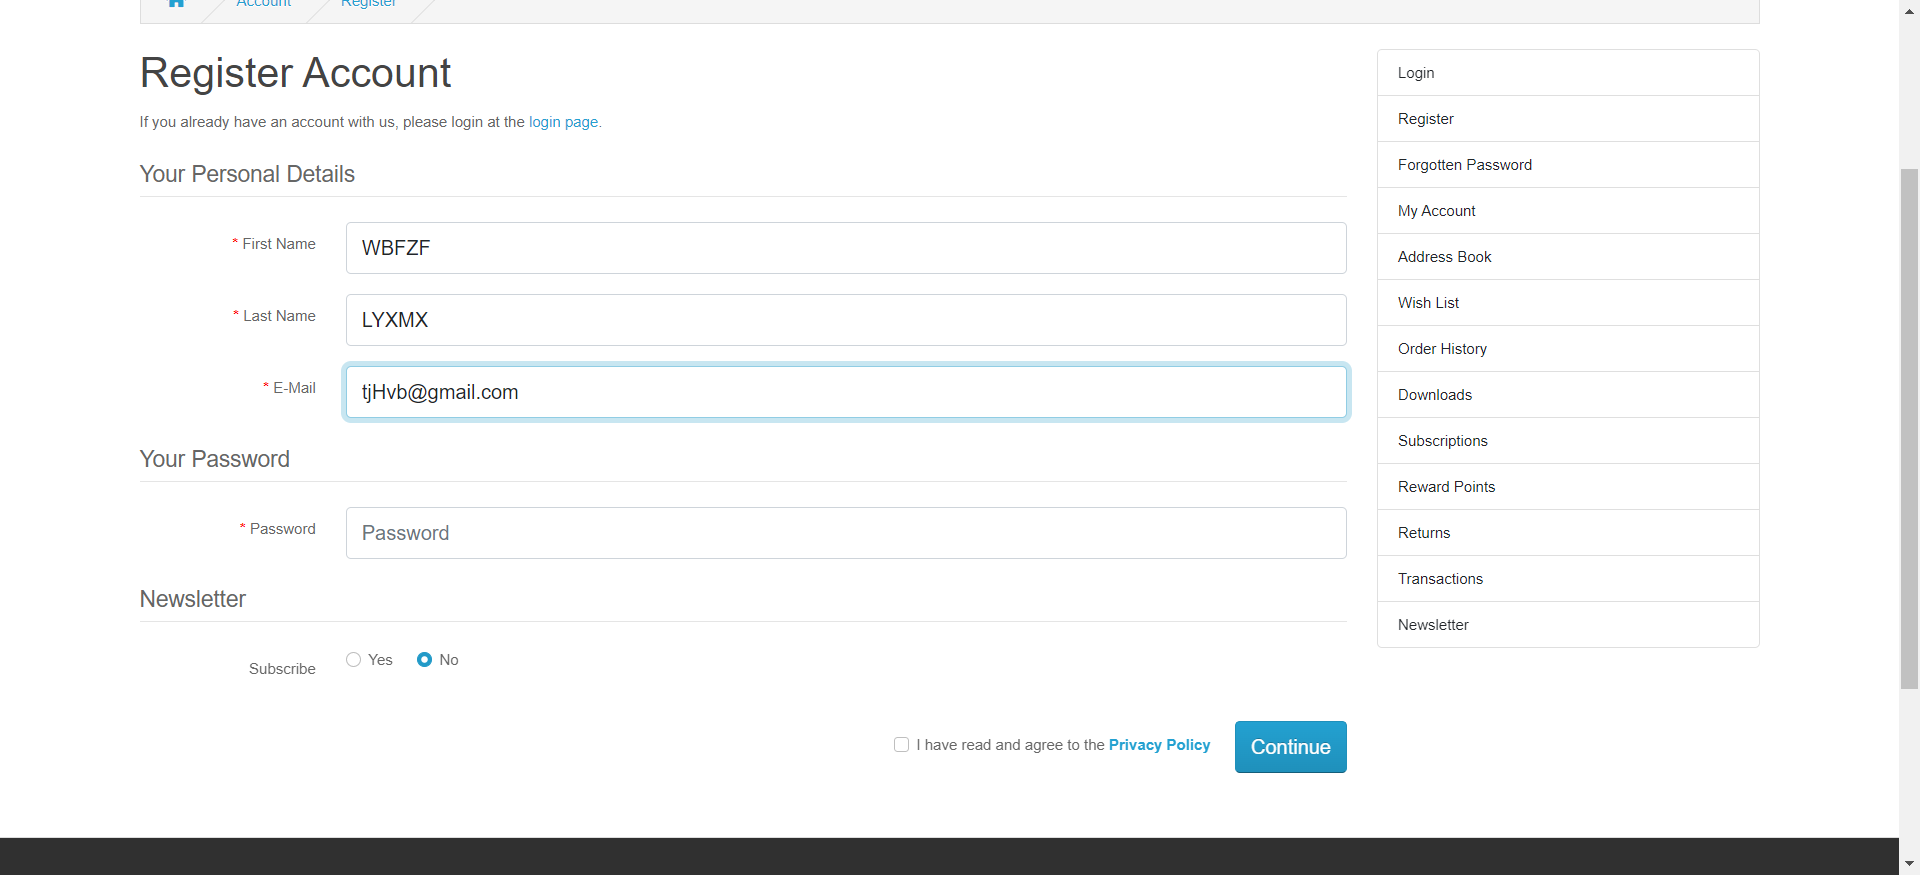 Account
Register
Register Account
If you already have an account with us, please login at the login page.
Your Personal Details
* First Name
WBFZF
* Last Name
LYXMX
* E-Mail
tjHvb@gmail.com
Your Password
* Password
Password
Newsletter
Subscribe
Yes
No
I have read and agree to the Privacy Policy
Continue
Login
Register
Forgotten Password
My Account
Address Book
Wish List
Order History
Downloads
Subscriptions
Reward Points
Returns
Transactions
Newsletter